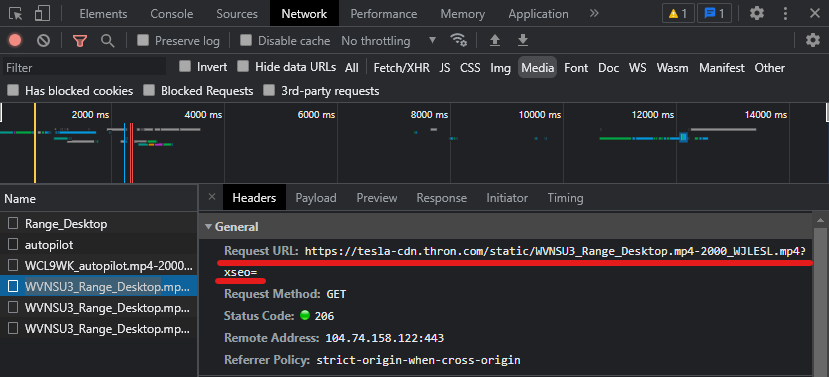 Elements Console Sources Network Performance Memory Application » 1 1
Preserve log Disable cache No throttling
Filter Invert Hide data URLs All Fetch/XHR JS CSS Img Media Font Doc WS Wasm Manifest Other
Has blocked cookies Blocked Requests 3rd-party requests
2000 ms 4000 ms 6000 ms 8000 ms 10000 ms 12000 ms 14000 ms
Name × Headers Payload Preview Response Initiator Timing
Range_Desktop
autopilot
WCL9WK_autopilot.mp4-2000...
WVNSU3_Range_Desktop.mp...
WVNSU3_Range_Desktop.mp...
WVNSU3_Range_Desktop.mp...
General
Request URL: https://tesla-cdn.thron.com/static/WVNSU3_Range_Desktop.mp4-2000_WJLESL.mp4?
xseo=
Request Method: GET
Status Code: 206
Remote Address: 104.74.158.122:443
Referrer Policy: strict-origin-when-cross-origin